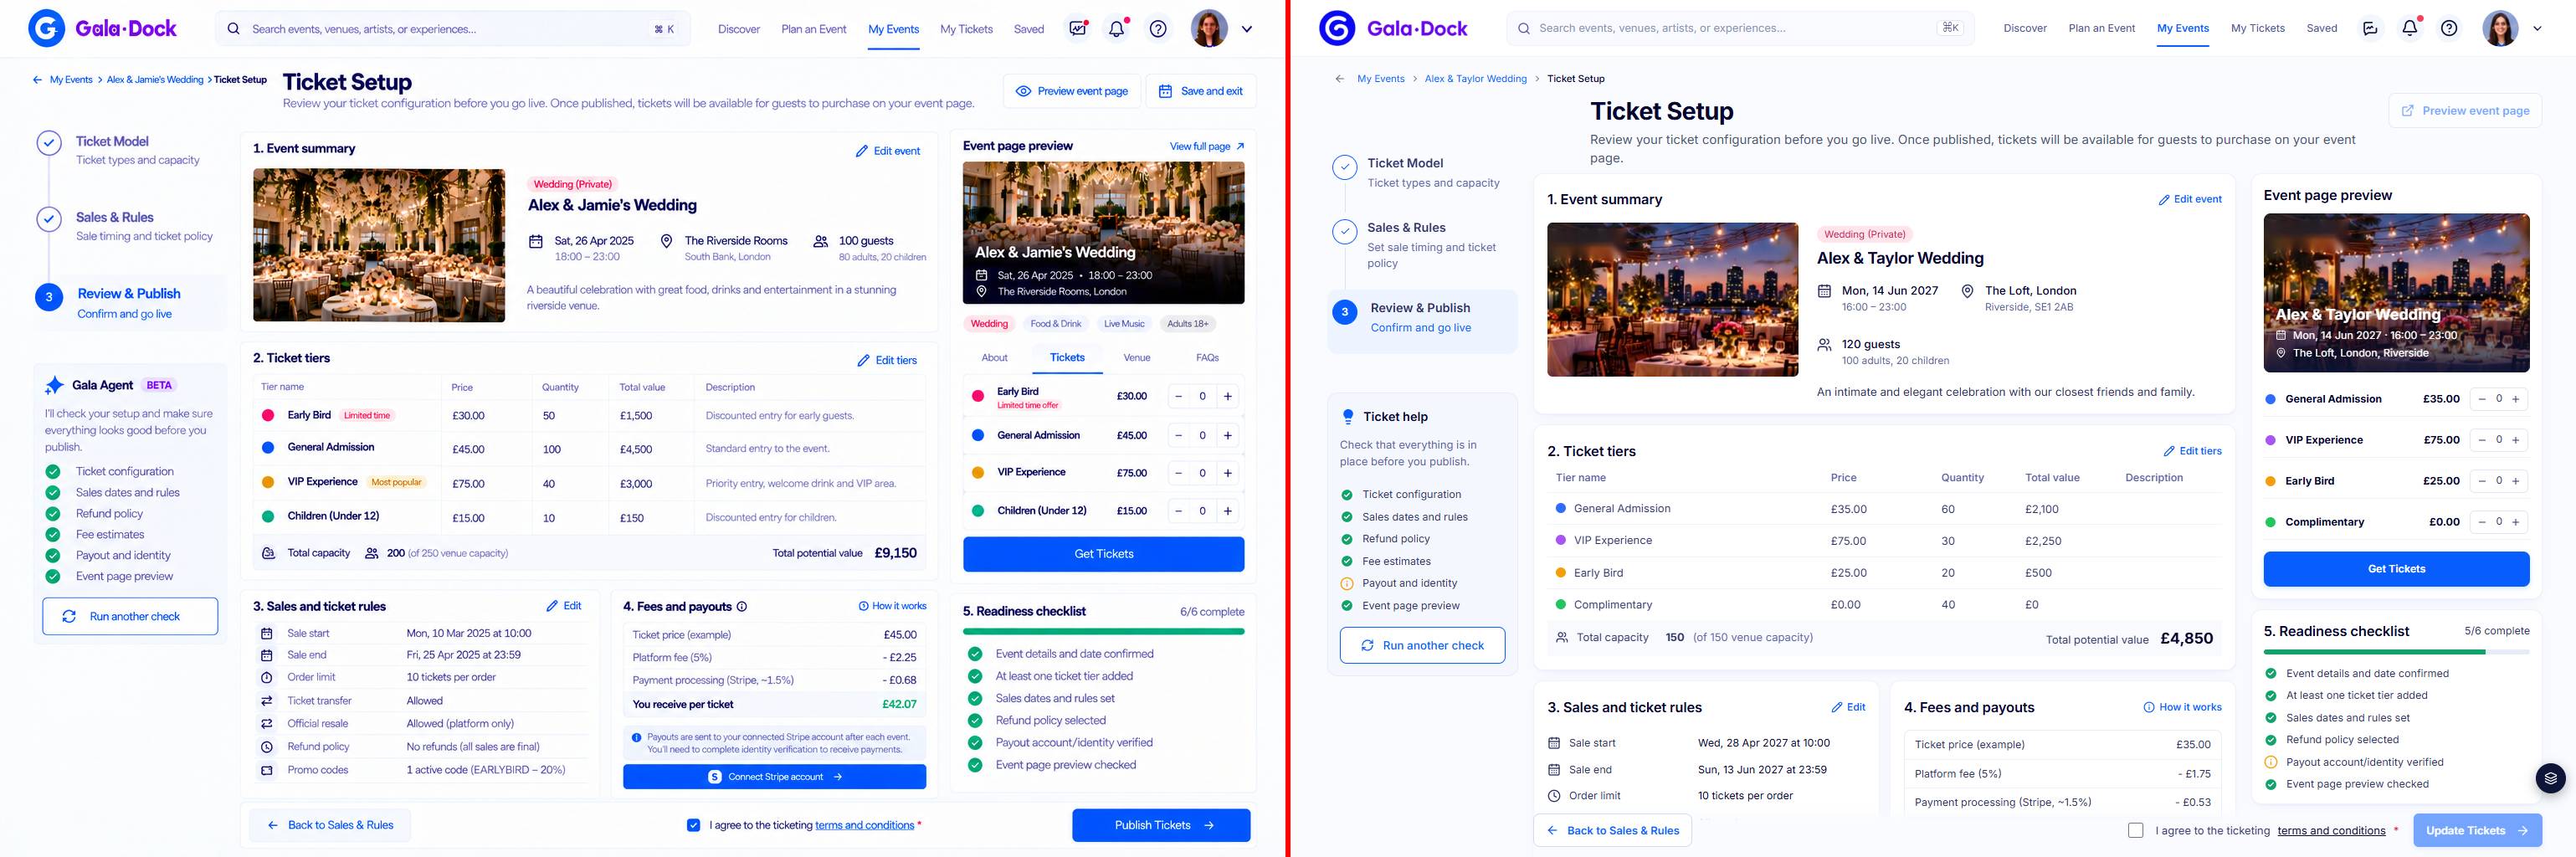 Gala·Dock
Search events, venues, artists, or experiences...
⌘ K
Discover
Plan an Event
My Events
My Tickets
Saved
My Events > Alex & Jamie's Wedding > Ticket Setup
Ticket Setup
Review your ticket configuration before you go live. Once published, tickets will be available for guests to purchase on your event page.
Preview event page
Save and exit
Ticket Model
Ticket types and capacity
Sales & Rules
Sale timing and ticket policy
3
Review & Publish
Confirm and go live
Gala Agent BETA
I'll check your setup and make sure
everything looks good before you
publish.
Ticket configuration
Sales dates and rules
Refund policy
Fee estimates
Payout and identity
Event page preview
Run another check
1. Event summary
Edit event
Wedding (Private)
Alex & Jamie's Wedding
Sat, 26 Apr 2025
18:00 – 23:00
The Riverside Rooms
South Bank, London
100 guests
80 adults, 20 children
A beautiful celebration with great food, drinks and entertainment in a stunning
riverside venue.
2. Ticket tiers
Edit tiers
Tier name Price Quantity Total value Description
Early Bird Limited time £30.00 50 £1,500 Discounted entry for early guests.
General Admission £45.00 100 £4,500 Standard entry to the event.
VIP Experience Most popular £75.00 40 £3,000 Priority entry, welcome drink and VIP area.
Children (Under 12) £15.00 10 £150 Discounted entry for children.
Total capacity 200 (of 250 venue capacity) Total potential value £9,150
3. Sales and ticket rules
Edit
Sale start Mon, 10 Mar 2025 at 10:00
Sale end Fri, 25 Apr 2025 at 23:59
Order limit 10 tickets per order
Ticket transfer Allowed
Official resale Allowed (platform only)
Refund policy No refunds (all sales are final)
Promo codes 1 active code (EARLYBIRD – 20%)
4. Fees and payouts
How it works
Ticket price (example) £45.00
Platform fee (5%) - £2.25
Payment processing (Stripe, ~1.5%) - £0.68
You receive per ticket £42.07
Payouts are sent to your connected Stripe account after each event.
You'll need to complete identity verification to receive payments.
S Connect Stripe account
Event page preview
View full page
Alex & Jamie's Wedding
Sat, 26 Apr 2025 • 18:00 – 23:00
The Riverside Rooms, London
Wedding
Food & Drink
Live Music
Adults 18+
About
Tickets
Venue
FAQs
Early Bird £30.00 − 0 +
Limited time offer
General Admission £45.00 − 0 +
VIP Experience £75.00 − 0 +
Children (Under 12) £15.00 − 0 +
Get Tickets
5. Readiness checklist
6/6 complete
Event details and date confirmed
At least one ticket tier added
Sales dates and rules set
Refund policy selected
Payout account/identity verified
Event page preview checked
Back to Sales & Rules
I agree to the ticketing terms and conditions *
Publish Tickets
Gala·Dock
Search events, venues, artists, or experiences...
⌘K
Discover
Plan an Event
My Events
My Tickets
Saved
My Events > Alex & Taylor Wedding > Ticket Setup
Ticket Setup
Review your ticket configuration before you go live. Once published, tickets will be available for guests to purchase on your event
page.
Preview event page
Ticket Model
Ticket types and capacity
Sales & Rules
Set sale timing and ticket
policy
3
Review & Publish
Confirm and go live
Ticket help
Check that everything is in
place before you publish.
Ticket configuration
Sales dates and rules
Refund policy
Fee estimates
Payout and identity
Event page preview
Run another check
1. Event summary
Edit event
Wedding (Private)
Alex & Taylor Wedding
Mon, 14 Jun 2027
16:00 – 23:00
The Loft, London
Riverside, SE1 2AB
120 guests
100 adults, 20 children
An intimate and elegant celebration with our closest friends and family.
2. Ticket tiers
Edit tiers
Tier name Price Quantity Total value Description
General Admission £35.00 60 £2,100
VIP Experience £75.00 30 £2,250
Early Bird £25.00 20 £500
Complimentary £0.00 40 £0
Total capacity 150 (of 150 venue capacity) Total potential value £4,850
3. Sales and ticket rules
Edit
Sale start Wed, 28 Apr 2027 at 10:00
Sale end Sun, 13 Jun 2027 at 23:59
Order limit 10 tickets per order
4. Fees and payouts
How it works
Ticket price (example) £35.00
Platform fee (5%) - £1.75
Payment processing (Stripe, ~1.5%) - £0.53
Event page preview
Alex & Taylor Wedding
Mon, 14 Jun 2027 · 16:00 – 23:00
The Loft, London, Riverside
General Admission £35.00 − 0 +
VIP Experience £75.00 − 0 +
Early Bird £25.00 − 0 +
Complimentary £0.00 − 0 +
Get Tickets
5. Readiness checklist
5/6 complete
Event details and date confirmed
At least one ticket tier added
Sales dates and rules set
Refund policy selected
Payout account/identity verified
Event page preview checked
Back to Sales & Rules
I agree to the ticketing terms and conditions *
Update Tickets